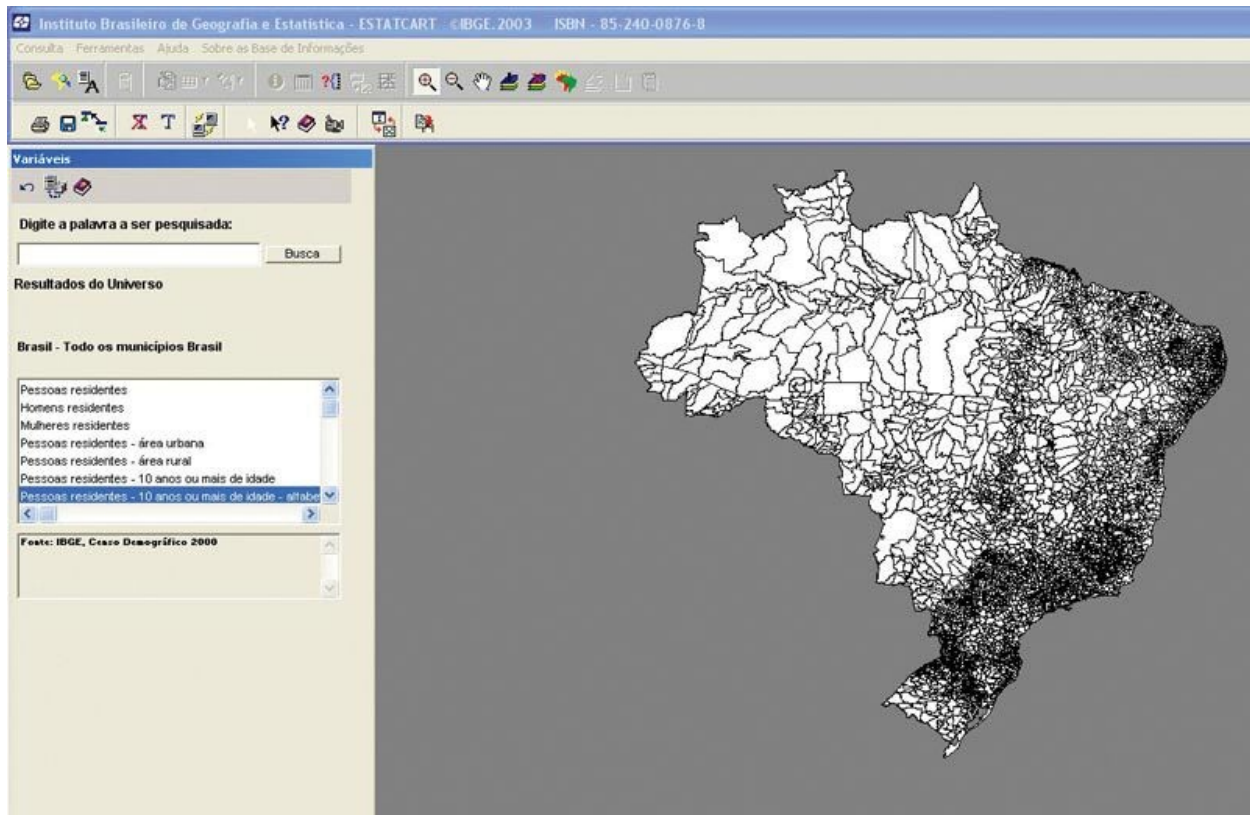 Instituto Brasileiro de Geografia e Estatística - ESTATCART ©IBGE.2003 ISBN - 85-240-0876-8
Consulta Ferramentas Ajuda Sobre as Base de Informações
Variáveis
Digite a palavra a ser pesquisada:
Busca
Resultados do Universo
Brasil - Todo os municípios Brasil
Pessoas residentes
Homens residentes
Mulheres residentes
Pessoas residentes - área urbana
Pessoas residentes - área rural
Pessoas residentes - 10 anos ou mais de idade
Pessoas residentes - 10 anos ou mais de idade - alfabe
Fonte: IBGE, Censo Demográfico 2000